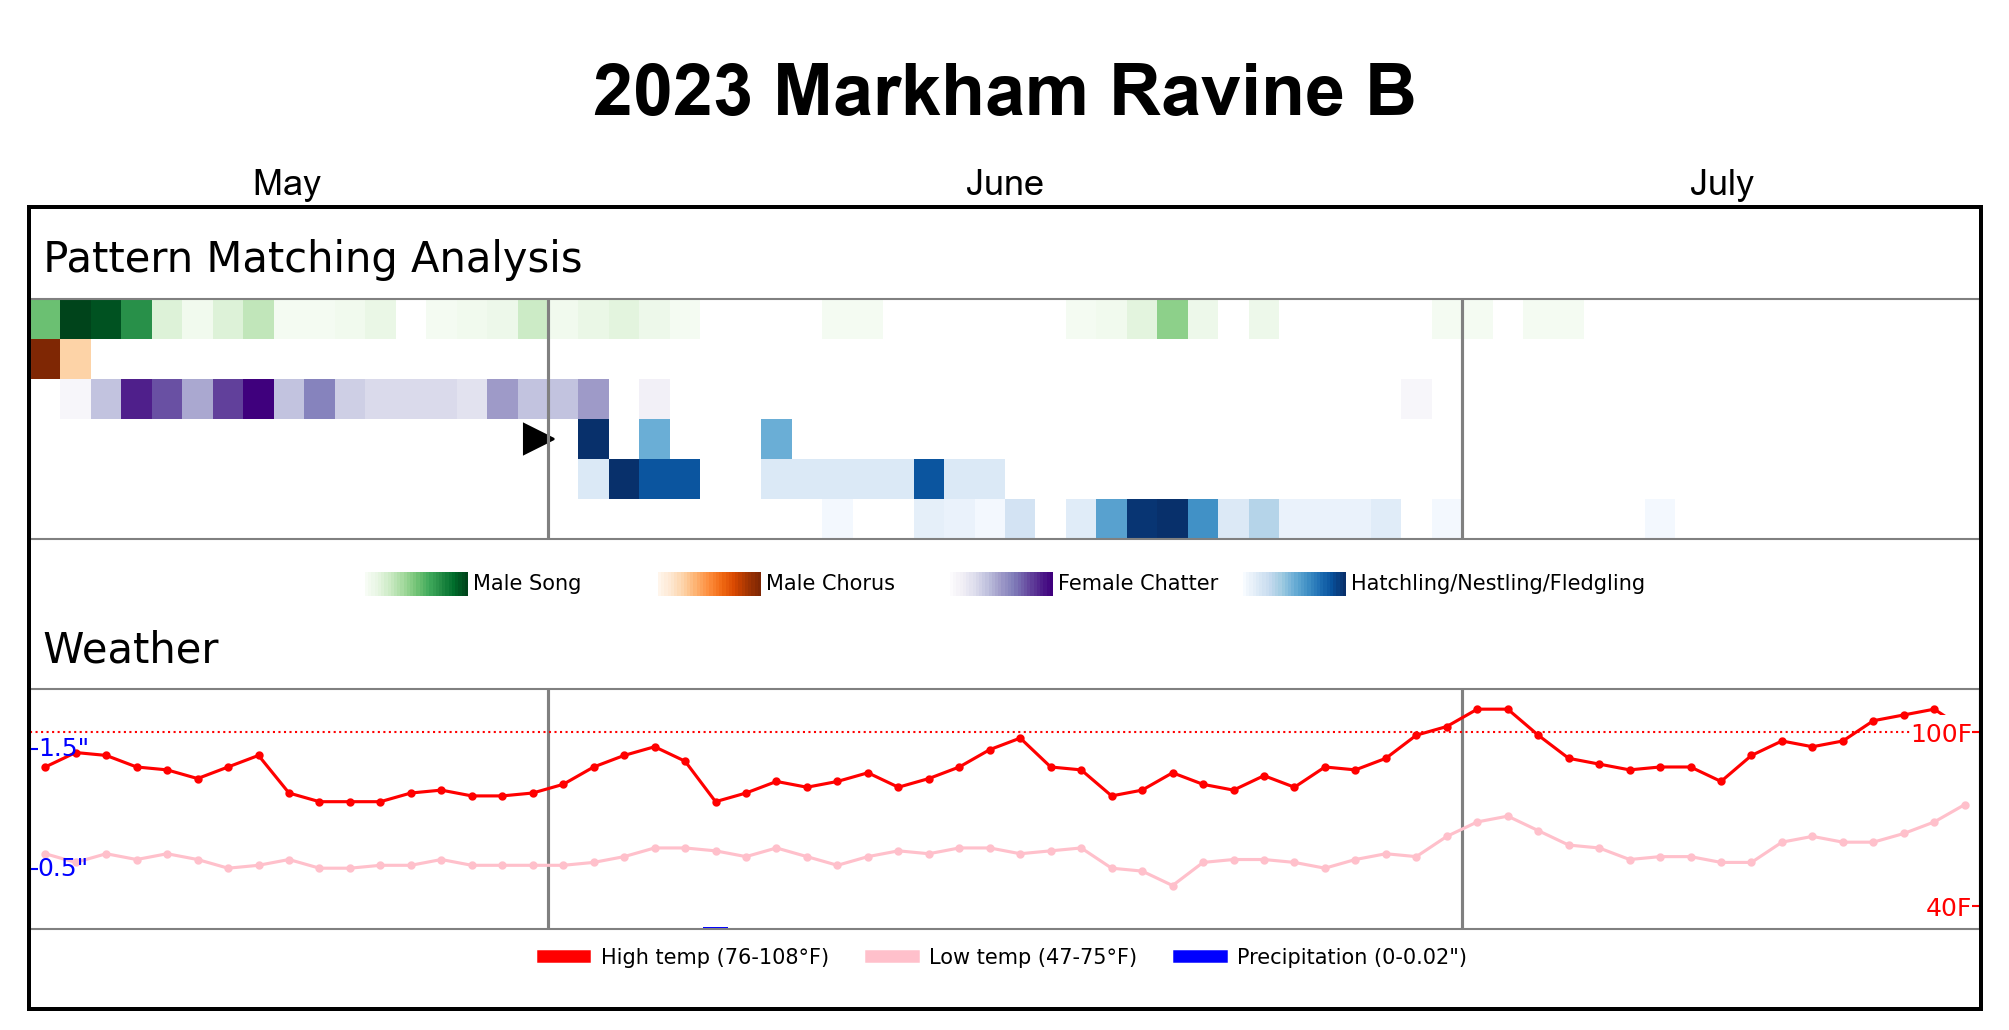 2023 Markham Ravine B
May June July
Pattern Matching Analysis
Male Song Male Chorus Female Chatter Hatchling/Nestling/Fledgling
Weather
100F
1.5"
0.5"
40F
High temp (76-108°F) Low temp (47-75°F) Precipitation (0-0.02")